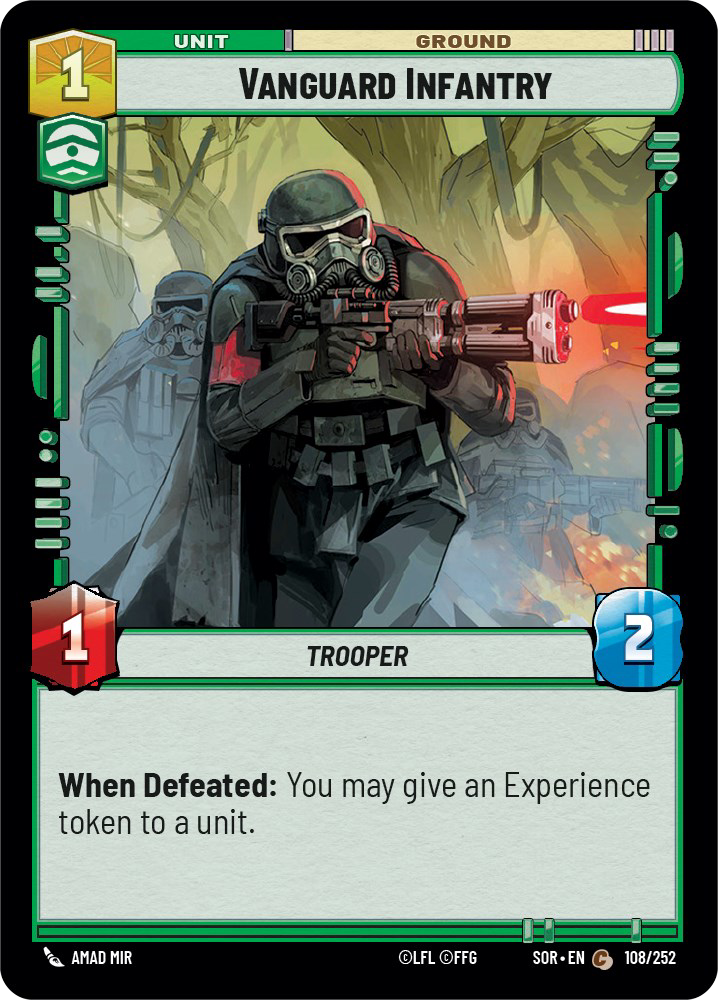 UNIT GROUND
1 VANGUARD INFANTRY
1 TROOPER 2
When Defeated: You may give an Experience
token to a unit.
AMAD MIR ©LFL ©FFG SOR • EN C 108/252